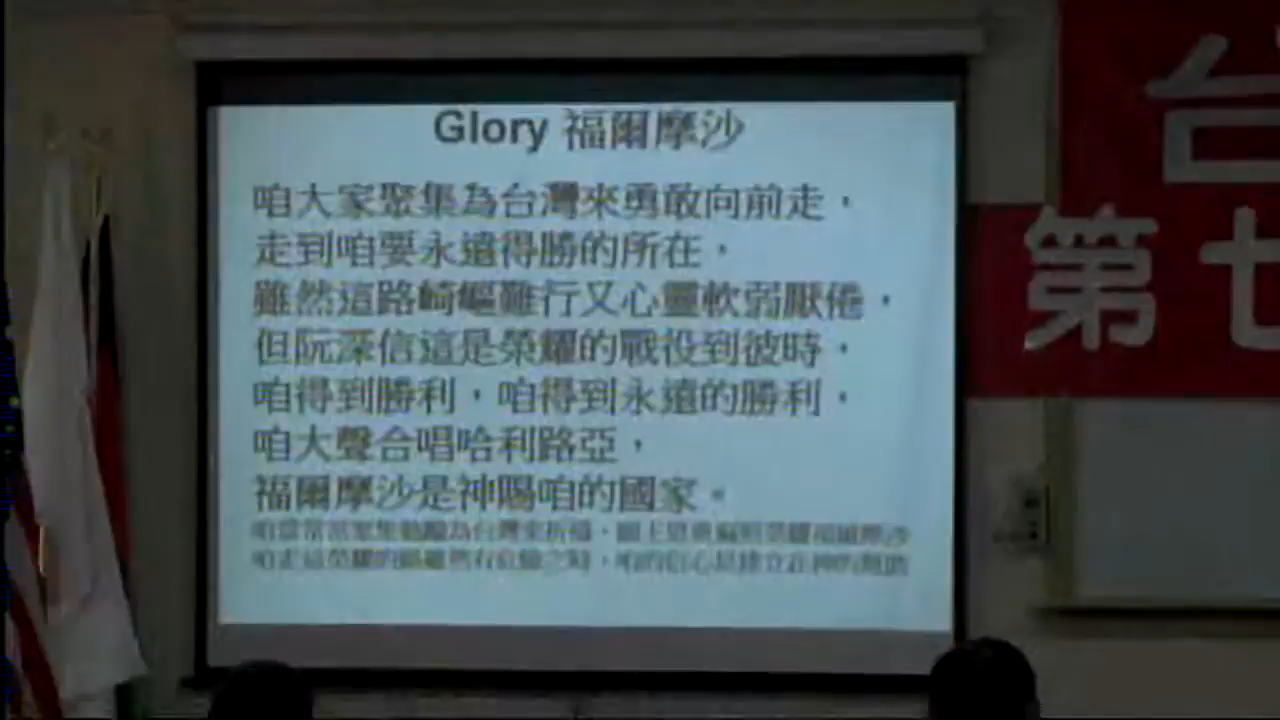 Glory 福爾摩沙
咱大家聚集為台灣來勇敢向前走，
走到咱要永遠得勝的所在，
雖然這路崎嶇難行又心靈軟弱厭倦，
但阮深信這是榮耀的戰役到彼時，
咱得到勝利，咱得到永遠的勝利，
咱大聲合唱哈利路亞，
福爾摩沙是神賜咱的國家。
台
第七